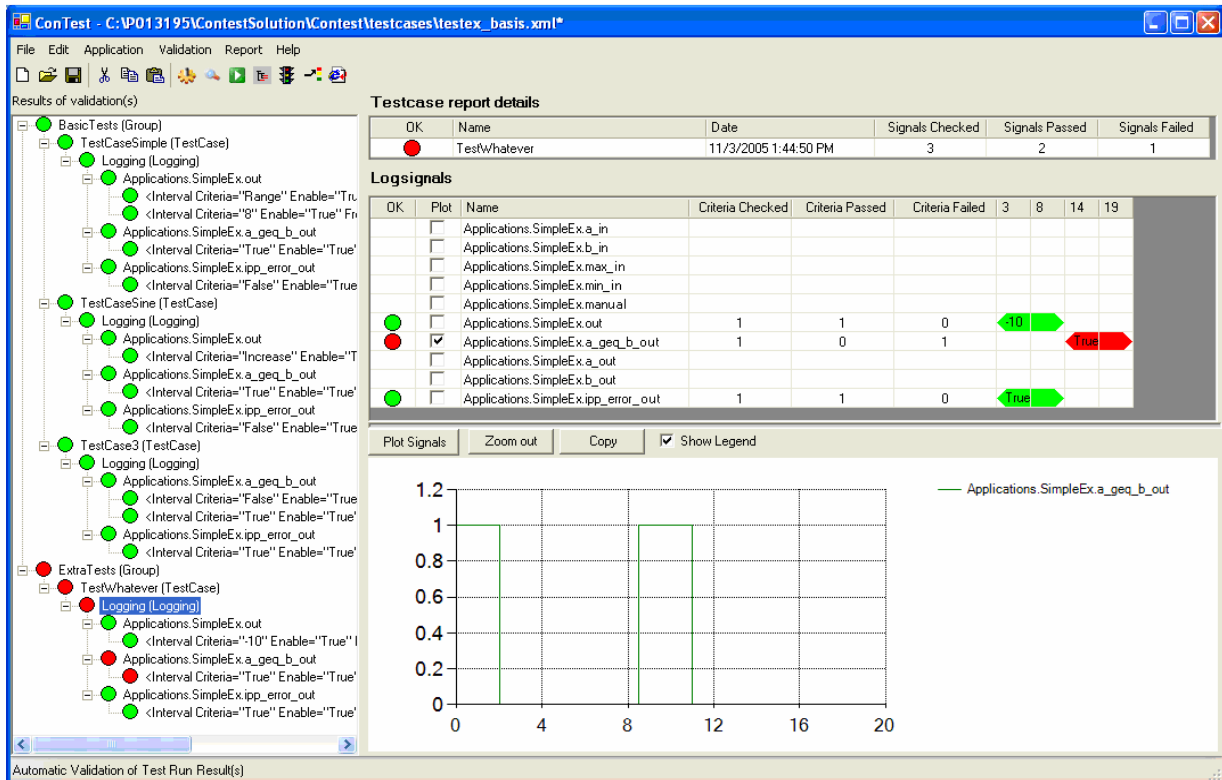 ConTest - C:\P013195\ContestSolution\Contest\testcases\testex_basis.xml*
File Edit Application Validation Report Help
Results of validation(s)
BasicTests (Group)
TestCaseSimple (TestCase)
Logging (Logging)
Applications.SimpleEx.out
<Interval Criteria="Range" Enable="Tru
<Interval Criteria="8" Enable="True" Fr
Applications.SimpleEx.a_geq_b_out
<Interval Criteria="True" Enable="True'
Applications.SimpleEx.ipp_error_out
<Interval Criteria="False" Enable="True
TestCaseSine (TestCase)
Logging (Logging)
Applications.SimpleEx.out
<Interval Criteria="Increase" Enable="T
Applications.SimpleEx.a_geq_b_out
<Interval Criteria="True" Enable="True'
Applications.SimpleEx.ipp_error_out
<Interval Criteria="False" Enable="True
TestCase3 (TestCase)
Logging (Logging)
Applications.SimpleEx.a_geq_b_out
<Interval Criteria="False" Enable="True
<Interval Criteria="True" Enable="True'
Applications.SimpleEx.ipp_error_out
<Interval Criteria="True" Enable="True'
ExtraTests (Group)
TestWhatever (TestCase)
Logging (Logging)
Applications.SimpleEx.out
<Interval Criteria="-10" Enable="True"
Applications.SimpleEx.a_geq_b_out
<Interval Criteria="True" Enable="True'
Applications.SimpleEx.ipp_error_out
<Interval Criteria="True" Enable="True'
Testcase report details
OK Name Date Signals Checked Signals Passed Signals Failed
TestWhatever 11/3/2005 1:44:50 PM 3 2 1
Logsignals
OK Plot Name Criteria Checked Criteria Passed Criteria Failed 3 8 14 19
Applications.SimpleEx.a_in
Applications.SimpleEx.b_in
Applications.SimpleEx.max_in
Applications.SimpleEx.min_in
Applications.SimpleEx.manual
Applications.SimpleEx.out 1 1 0 -10
Applications.SimpleEx.a_geq_b_out 1 0 1 True
Applications.SimpleEx.a_out
Applications.SimpleEx.b_out
Applications.SimpleEx.ipp_error_out 1 1 0 True
Plot Signals Zoom out Copy Show Legend
Applications.SimpleEx.a_geq_b_out
1.2
1
0.8
0.6
0.4
0.2
0
0 4 8 12 16 20
Automatic Validation of Test Run Result(s)